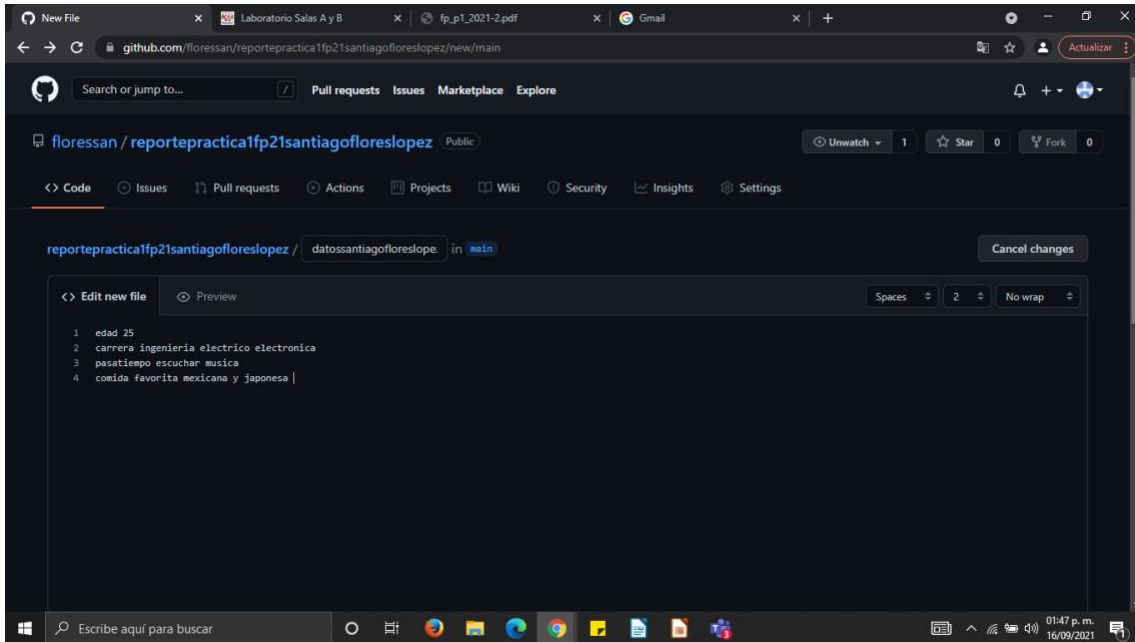 New File
Laboratorio Salas A y B
fp_p1_2021-2.pdf
Gmail
github.com/floressan/reportepractica1fp21santiagofloreslopez/new/main
Actualizar
Search or jump to...
/
Pull requests Issues Marketplace Explore
floressan / reportepractica1fp21santiagofloreslopez Public
Unwatch 1
Star 0
Fork 0
<> Code
Issues
Pull requests
Actions
Projects
Wiki
Security
Insights
Settings
reportepractica1fp21santiagofloreslopez / datossantiagofloreslope in main
Cancel changes
<> Edit new file
Preview
Spaces
2
No wrap
1 edad 25
2 carrera ingenieria electrico electronica
3 pasatiempo escuchar musica
4 comida favorita mexicana y japonesa
Escribe aquí para buscar
01:47 p. m.
16/09/2021